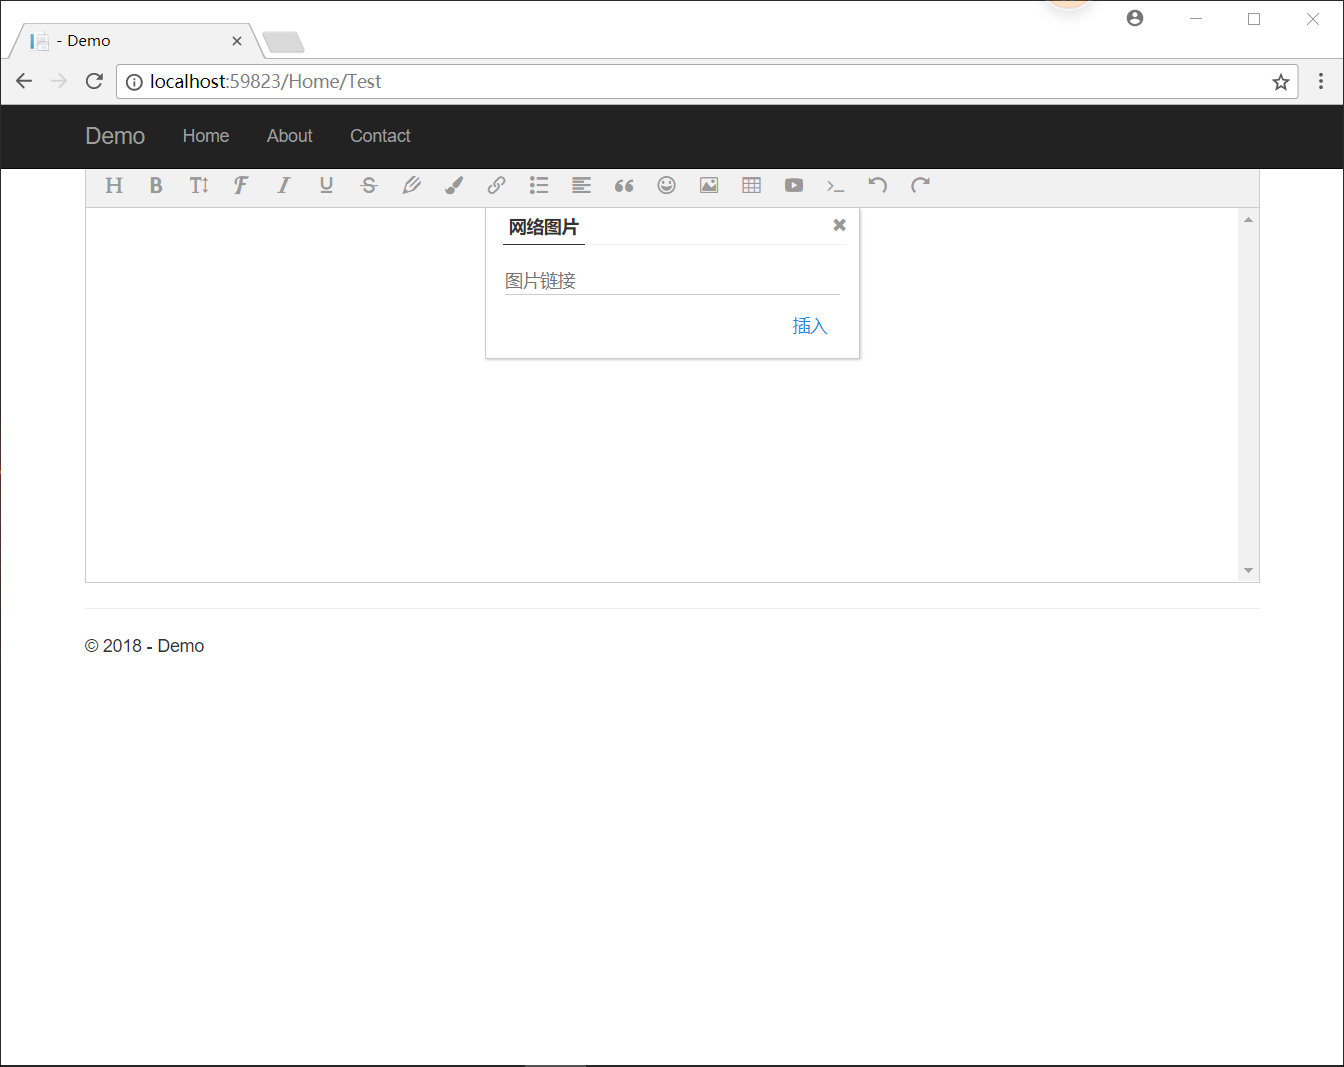 - Demo
localhost:59823/Home/Test
Demo Home About Contact
网络图片
图片链接
插入
© 2018 - Demo